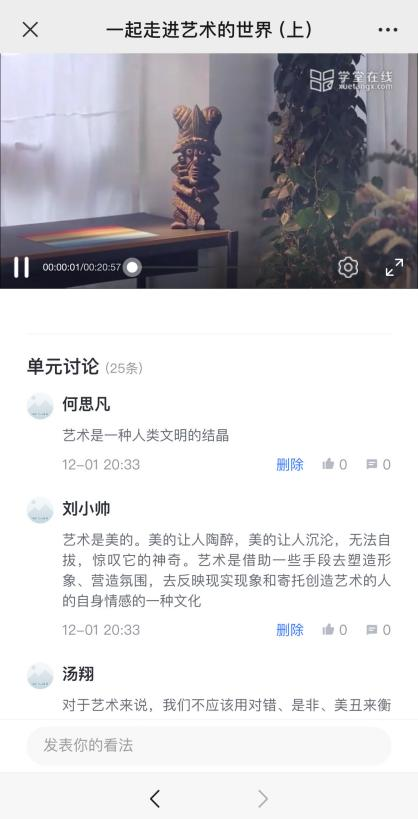 一起走进艺术的世界（上）
学堂在线
xuetangx.com
00:00:01/00:20:57
单元讨论（25条）
何思凡
艺术是一种人类文明的结晶
12-01 20:33 删除 0 0
刘小帅
艺术是美的。美的让人陶醉，美的让人沉沦，无法自
拔，惊叹它的神奇。艺术是借助一些手段去塑造形
象、营造氛围，去反映现实现象和寄托创造艺术的人
的自身情感的一种文化
12-01 20:33 删除 0 0
汤翔
对于艺术来说，我们不应该用对错、是非、美丑来衡
发表你的看法